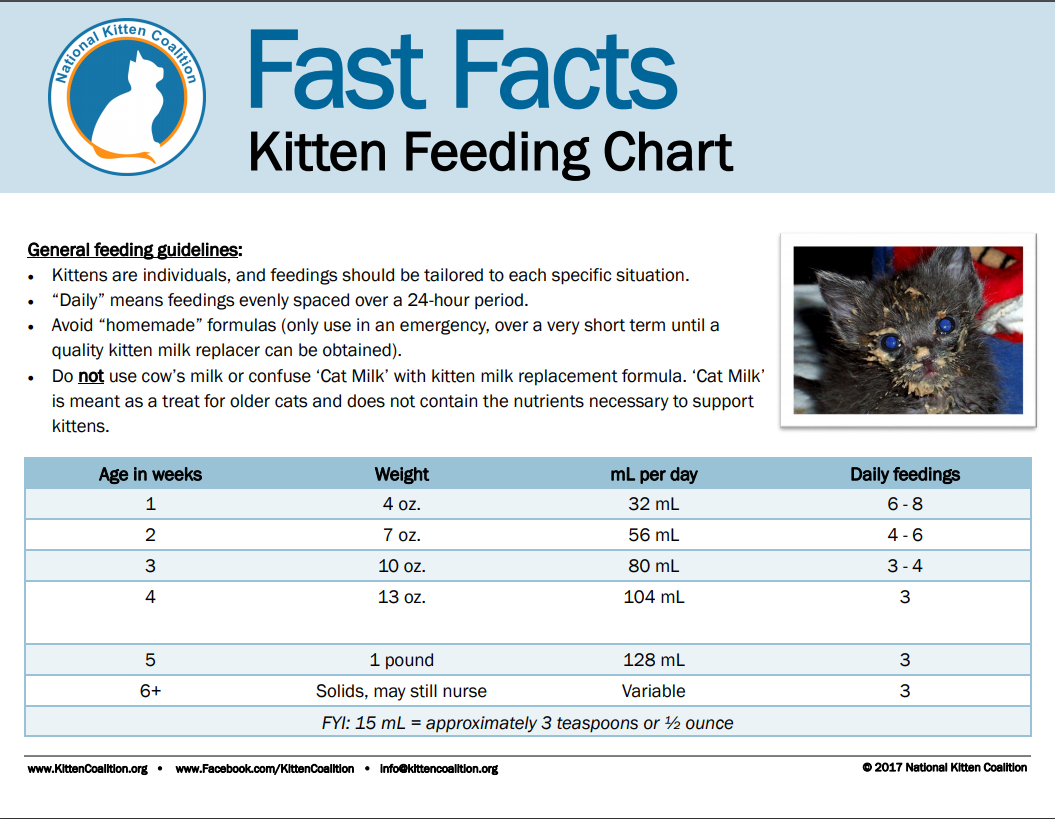 National Kitten Coalition
Fast Facts
Kitten Feeding Chart
General feeding guidelines:
• Kittens are individuals, and feedings should be tailored to each specific situation.
• “Daily” means feedings evenly spaced over a 24-hour period.
• Avoid “homemade” formulas (only use in an emergency, over a very short term until a
quality kitten milk replacer can be obtained).
• Do not use cow’s milk or confuse ‘Cat Milk’ with kitten milk replacement formula. ‘Cat Milk’
is meant as a treat for older cats and does not contain the nutrients necessary to support
kittens.
Age in weeks Weight mL per day Daily feedings
1 4 oz. 32 mL 6 - 8
2 7 oz. 56 mL 4 - 6
3 10 oz. 80 mL 3 - 4
4 13 oz. 104 mL 3
5 1 pound 128 mL 3
6+ Solids, may still nurse Variable 3
FYI: 15 mL = approximately 3 teaspoons or ½ ounce
www.KittenCoalition.org • www.Facebook.com/KittenCoalition • info@kittencoalition.org © 2017 National Kitten Coalition